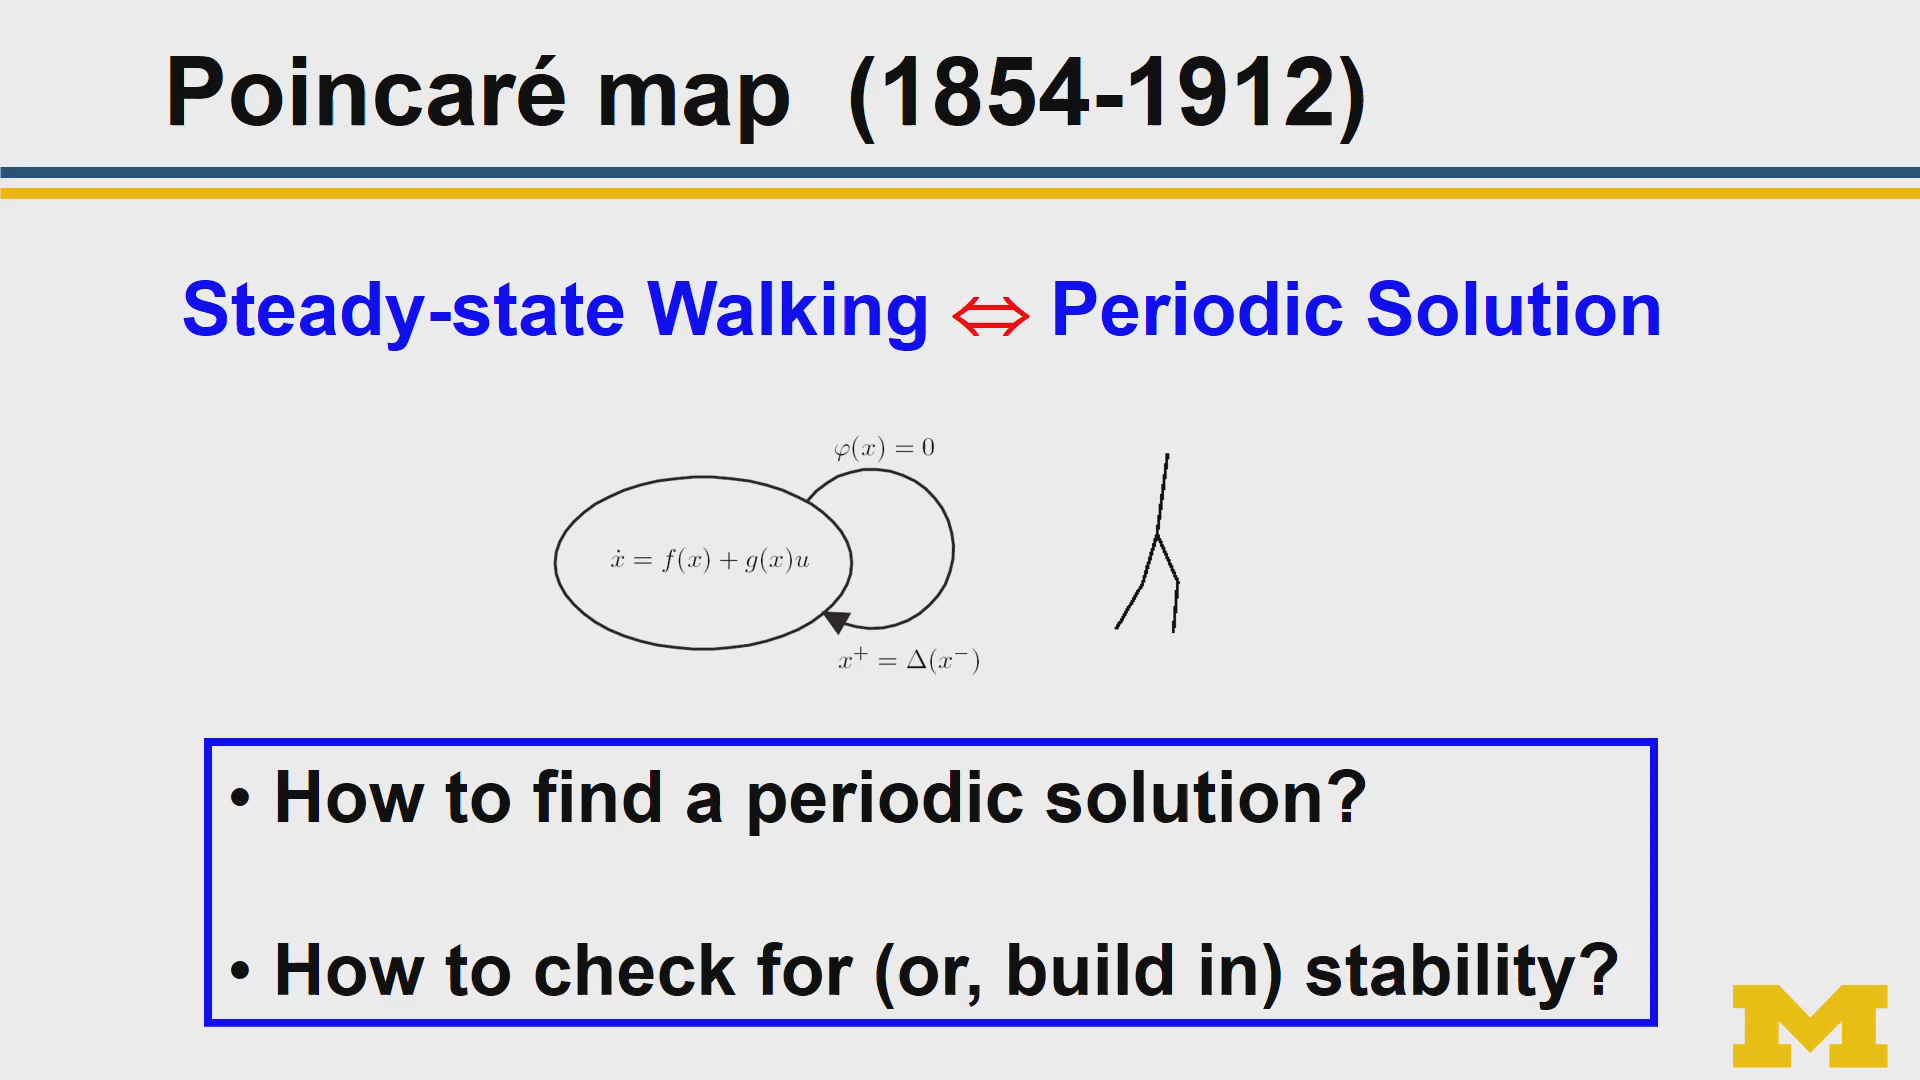 Poincaré map (1854-1912)
Steady-state Walking ⇔ Periodic Solution
φ(x) = 0
ẋ = f(x) + g(x)u
x⁺ = Δ(x⁻)
• How to find a periodic solution?
• How to check for (or, build in) stability?
M